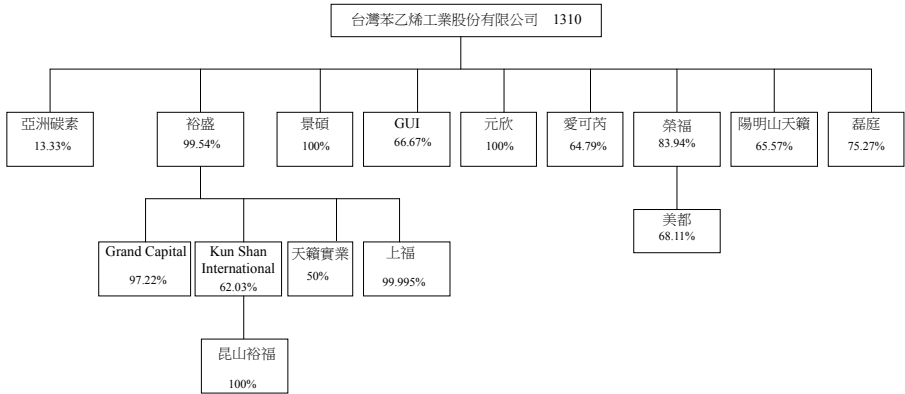 台灣苯乙烯工業股份有限公司 1310
亞洲碳素
13.33%
裕盛
99.54%
景碩
100%
GUI
66.67%
元欣
100%
愛可芮
64.79%
榮福
83.94%
陽明山天籟
65.57%
磊庭
75.27%
Grand Capital
97.22%
Kun Shan
International
62.03%
天籟實業
50%
上福
99.995%
美都
68.11%
昆山裕福
100%